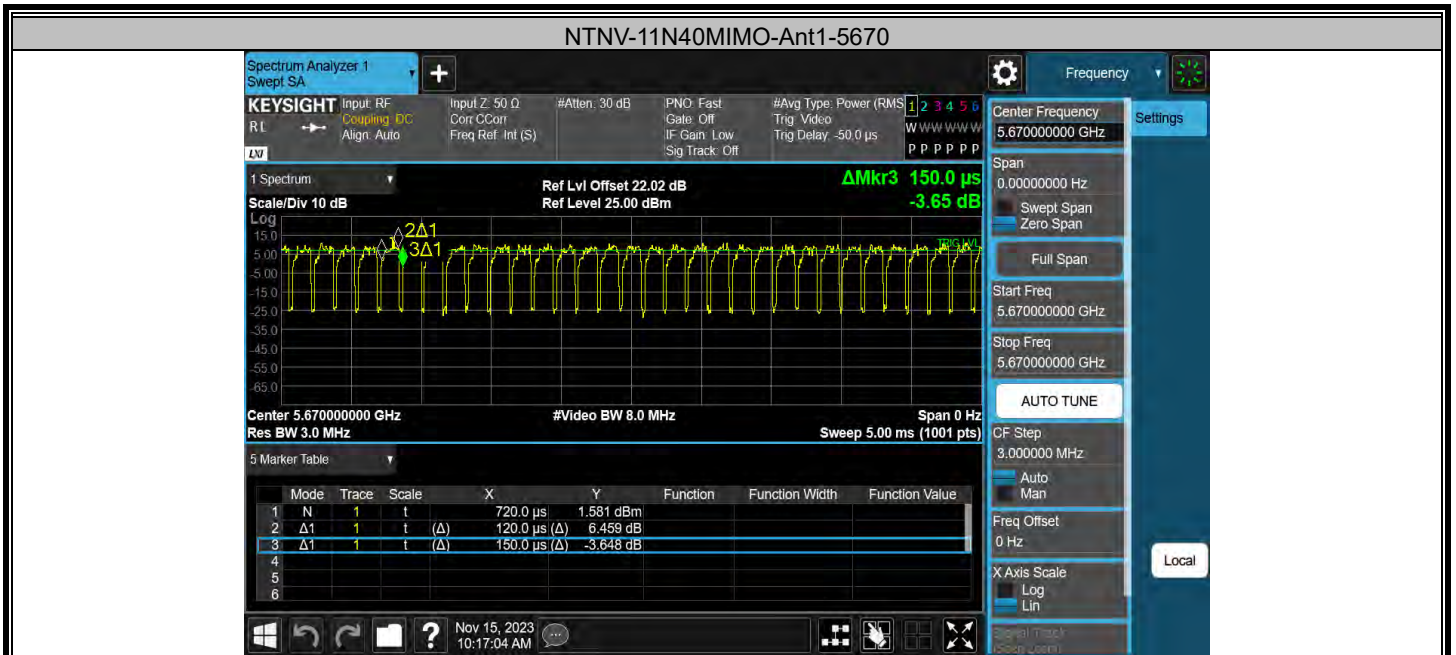 NTNV-11N40MIMO-Ant1-5670
Spectrum Analyzer 1
Swept SA
Frequency
KEYSIGHT
R L
LXI
Input: RF
Coupling: DC
Align: Auto
Input Z: 50 Ω
Corr CCorr
Freq Ref: Int (S)
#Atten: 30 dB
PNO: Fast
Gate: Off
IF Gain: Low
Sig Track: Off
#Avg Type: Power (RMS
Trig: Video
Trig Delay: -50.0 µs
1 2 3 4 5 6
W W W W W W
P P P P P P
1 Spectrum
Scale/Div 10 dB
Ref Lvl Offset 22.02 dB
Ref Level 25.00 dBm
ΔMkr3 150.0 µs
-3.65 dB
Log
15.0
5.00
-5.00
-15.0
-25.0
-35.0
-45.0
-55.0
-65.0
2Δ1
3Δ1
TRIG LVL
Center 5.670000000 GHz
Res BW 3.0 MHz
#Video BW 8.0 MHz
Span 0 Hz
Sweep 5.00 ms (1001 pts)
5 Marker Table
Mode Trace Scale X Y Function Function Width Function Value
1 N 1 t 720.0 µs 1.581 dBm
2 Δ1 1 t (Δ) 120.0 µs (Δ) 6.459 dB
3 Δ1 1 t (Δ) 150.0 µs (Δ) -3.648 dB
4
5
6
Nov 15, 2023
10:17:04 AM
Center Frequency
5.670000000 GHz
Settings
Span
0.00000000 Hz
Swept Span
Zero Span
Full Span
Start Freq
5.670000000 GHz
Stop Freq
5.670000000 GHz
AUTO TUNE
CF Step
3.000000 MHz
Auto
Man
Freq Offset
0 Hz
X Axis Scale
Log
Lin
Signal Track
(Span Zoom)
Local